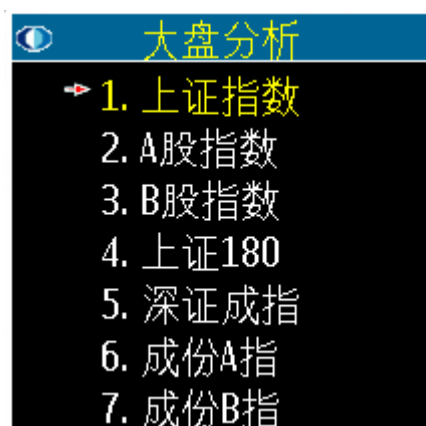 大盘分析
1. 上证指数
2. A股指数
3. B股指数
4. 上证180
5. 深证成指
6. 成份A指
7. 成份B指